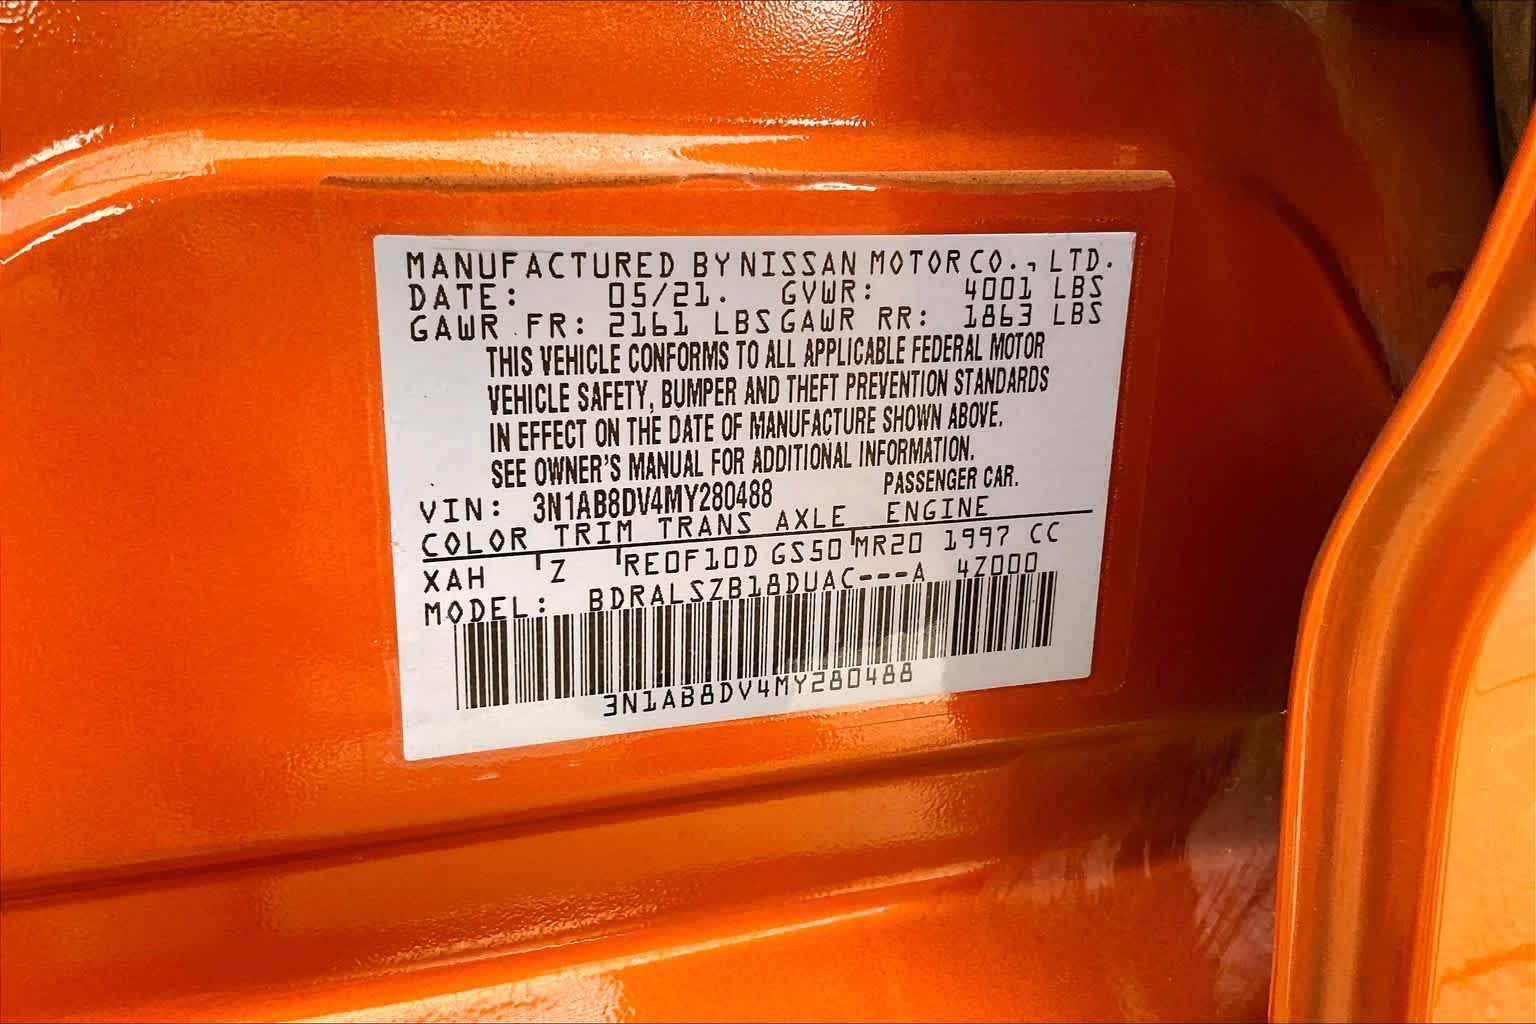 MANUFACTURED BY NISSAN MOTOR CO., LTD.
DATE: 05/21. GVWR: 4001 LBS
GAWR FR: 2161 LBS GAWR RR: 1863 LBS
THIS VEHICLE CONFORMS TO ALL APPLICABLE FEDERAL MOTOR
VEHICLE SAFETY, BUMPER AND THEFT PREVENTION STANDARDS
IN EFFECT ON THE DATE OF MANUFACTURE SHOWN ABOVE.
SEE OWNER'S MANUAL FOR ADDITIONAL INFORMATION.
VIN: 3N1AB8DV4MY280488 PASSENGER CAR.
COLOR TRIM TRANS AXLE ENGINE
XAH Z RE0F10D GS50 MR20 1997 CC
MODEL: BDRALSZB18DUAC---A 4Z000
3N1AB8DV4MY280488